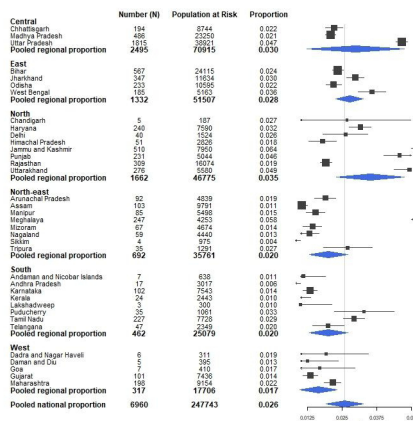 Number (N) Population at Risk Proportion
Central
Chhattisgarh 194 8744 0.022
Madhya Pradesh 486 23250 0.021
Uttar Pradesh 1815 38921 0.047
Pooled regional proportion 2495 70915 0.030
East
Bihar 567 24115 0.024
Jharkhand 347 11634 0.030
Odisha 233 10595 0.022
West Bengal 185 5163 0.036
Pooled regional proportion 1332 51507 0.028
North
Chandigarh 5 187 0.027
Haryana 240 7590 0.032
Delhi 40 1524 0.026
Himachal Pradesh 51 2826 0.018
Jammu and Kashmir 510 7950 0.064
Punjab 231 5044 0.046
Rajasthan 309 16074 0.019
Uttarakhand 276 5580 0.049
Pooled regional proportion 1662 46775 0.035
North-east
Arunachal Pradesh 92 4839 0.019
Assam 103 9791 0.011
Manipur 85 5498 0.015
Meghalaya 247 4253 0.058
Mizoram 67 4674 0.014
Nagaland 59 4440 0.013
Sikkim 4 975 0.004
Tripura 35 1291 0.027
Pooled regional proportion 692 35761 0.020
South
Andaman and Nicobar Islands 7 638 0.011
Andhra Pradesh 17 3017 0.006
Karnataka 102 7543 0.014
Kerala 24 2443 0.010
Lakshadweep 3 300 0.010
Puducherry 35 1061 0.033
Tamil Nadu 227 7728 0.029
Telangana 47 2349 0.020
Pooled regional proportion 462 25079 0.020
West
Dadra and Nagar Haveli 6 311 0.019
Daman and Diu 5 395 0.013
Goa 7 410 0.017
Gujarat 101 7436 0.014
Maharashtra 198 9154 0.022
Pooled regional proportion 317 17706 0.017
Pooled national proportion 6960 247743 0.026
0.0125 0.025 0.0375 0.05